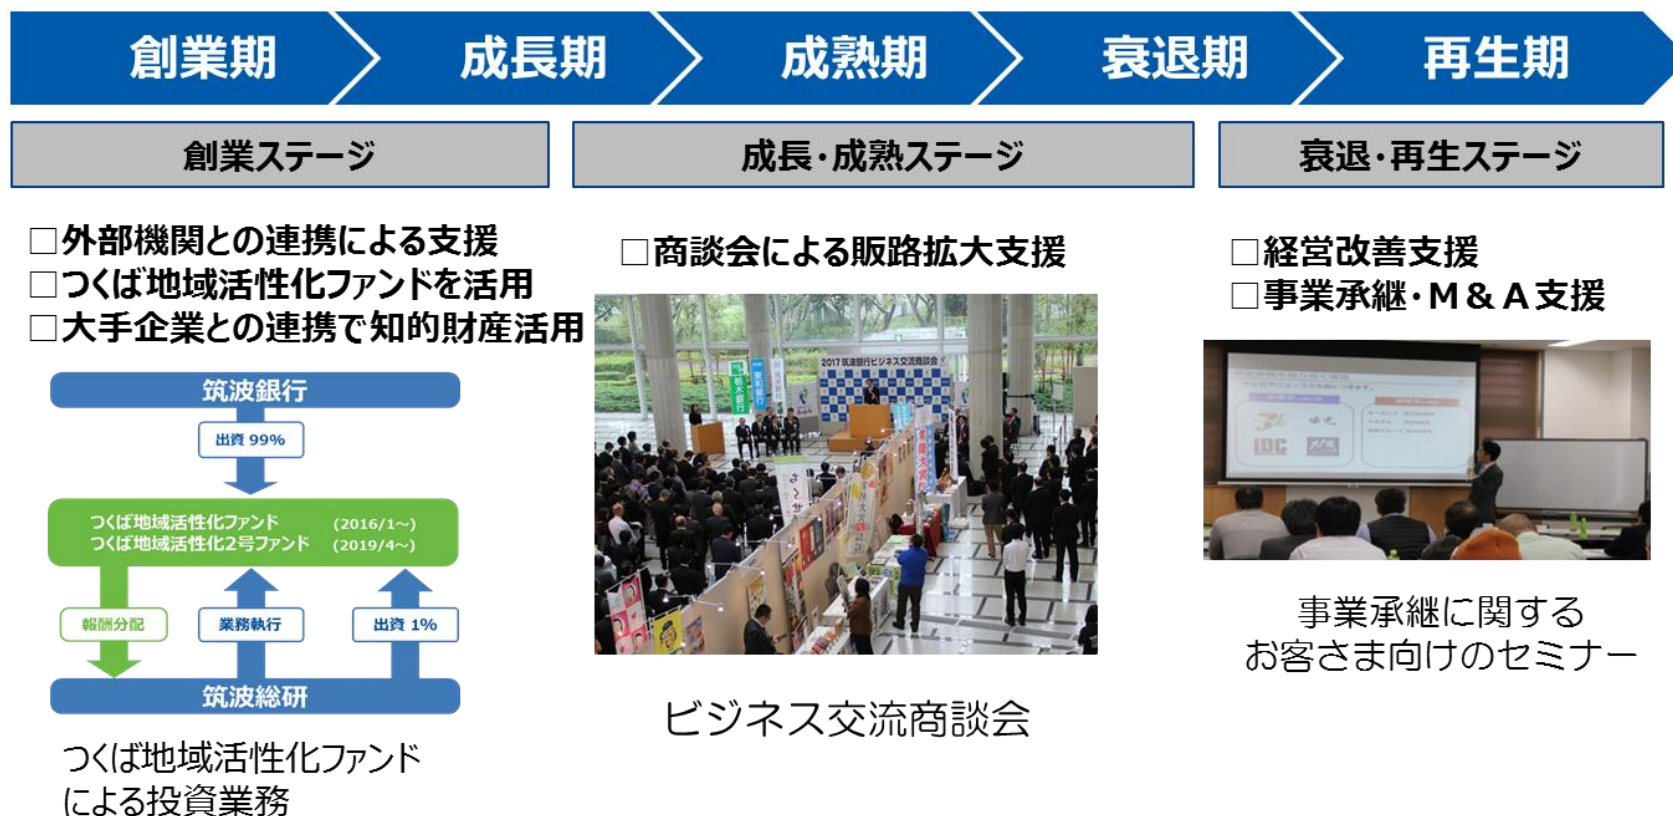 創業期
成長期
成熟期
衰退期
再生期
創業ステージ
成長・成熟ステージ
衰退・再生ステージ
□外部機関との連携による支援
□つくば地域活性化ファンドを活用
□大手企業との連携で知的財産活用
筑波銀行
出資 99%
つくば地域活性化ファンド (2016/1～)
つくば地域活性化2号ファンド (2019/4～)
報酬分配
業務執行
出資 1%
筑波総研
つくば地域活性化ファンド
による投資業務
□商談会による販路拡大支援
2017 筑波銀行ビジネス交流商談会
栃木銀行
東和銀行
ビジネス交流商談会
□経営改善支援
□事業承継・M＆A支援
IDC
事業承継に関する
お客さま向けのセミナー